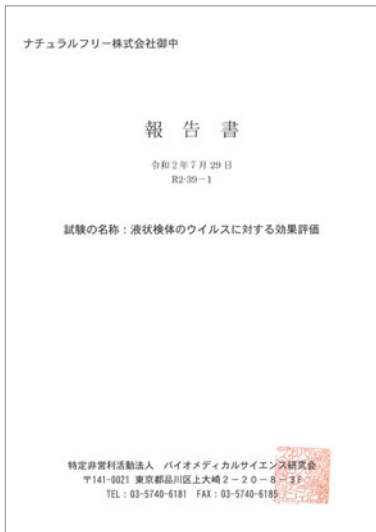 ナチュラルフリー株式会社御中
報 告 書
令和2年7月29日
R2-39-1
試験の名称：液状検体のウイルスに対する効果評価
特定非営利活動法人 バイオメディカルサイエンス研究会
〒141-0021 東京都品川区上大崎2-20-8-3F
TEL：03-5740-6181 FAX：03-5740-6185